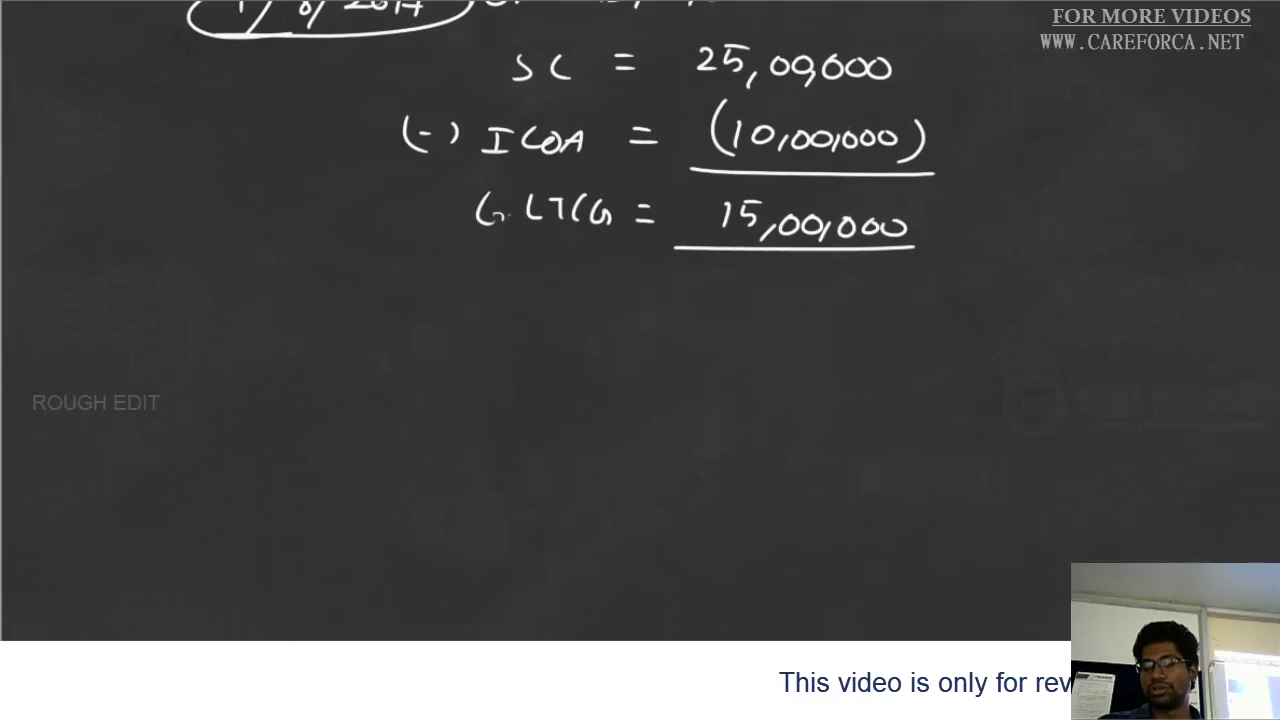 FOR MORE VIDEOS
WWW.CAREFORCA.NET
SC = 25,00,000
(-) ICOA = (10,00,000)
G. LTCG = 15,00,000
ROUGH EDIT
This video is only for rev